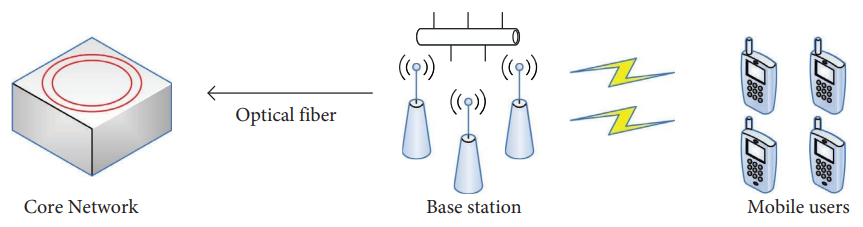 Optical fiber
Core Network
Base station
Mobile users